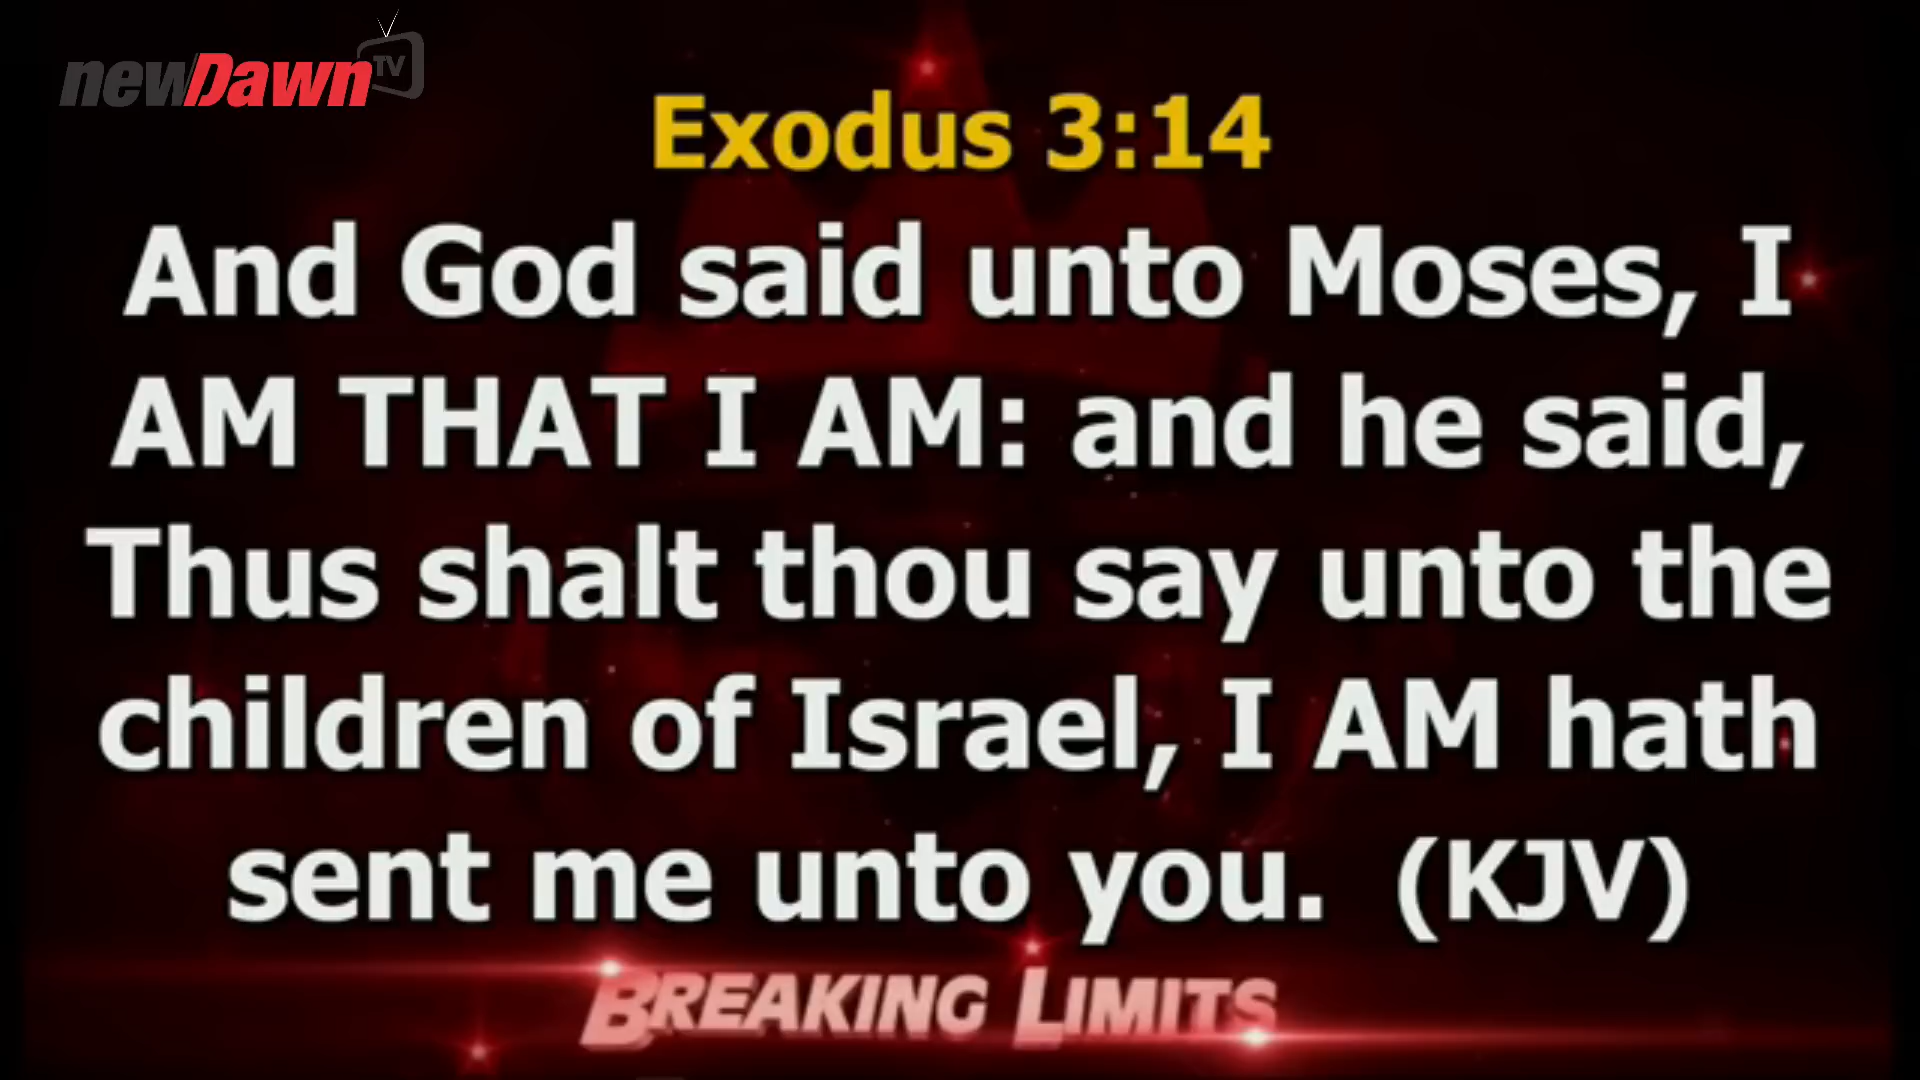 newDawn TV
Exodus 3:14
And God said unto Moses, I
AM THAT I AM: and he said,
Thus shalt thou say unto the
children of Israel, I AM hath
sent me unto you. (KJV)
BREAKING LIMITS